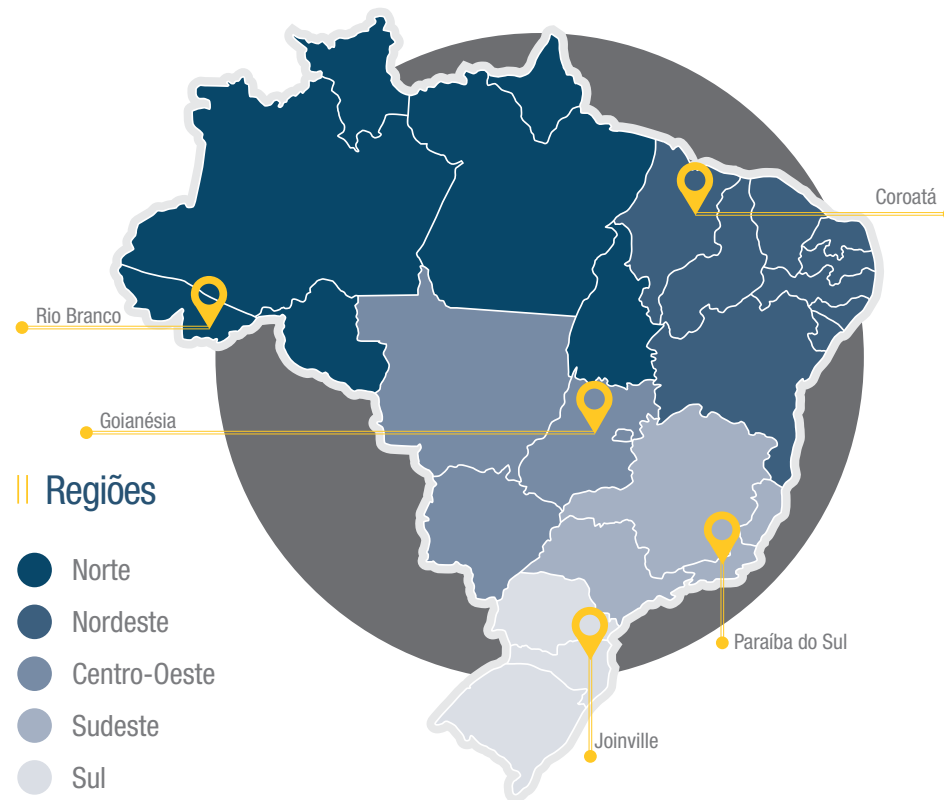 Coroatá
Rio Branco
Goianésia
Regiões
Norte
Nordeste
Centro-Oeste
Sudeste
Sul
Paraíba do Sul
Joinville